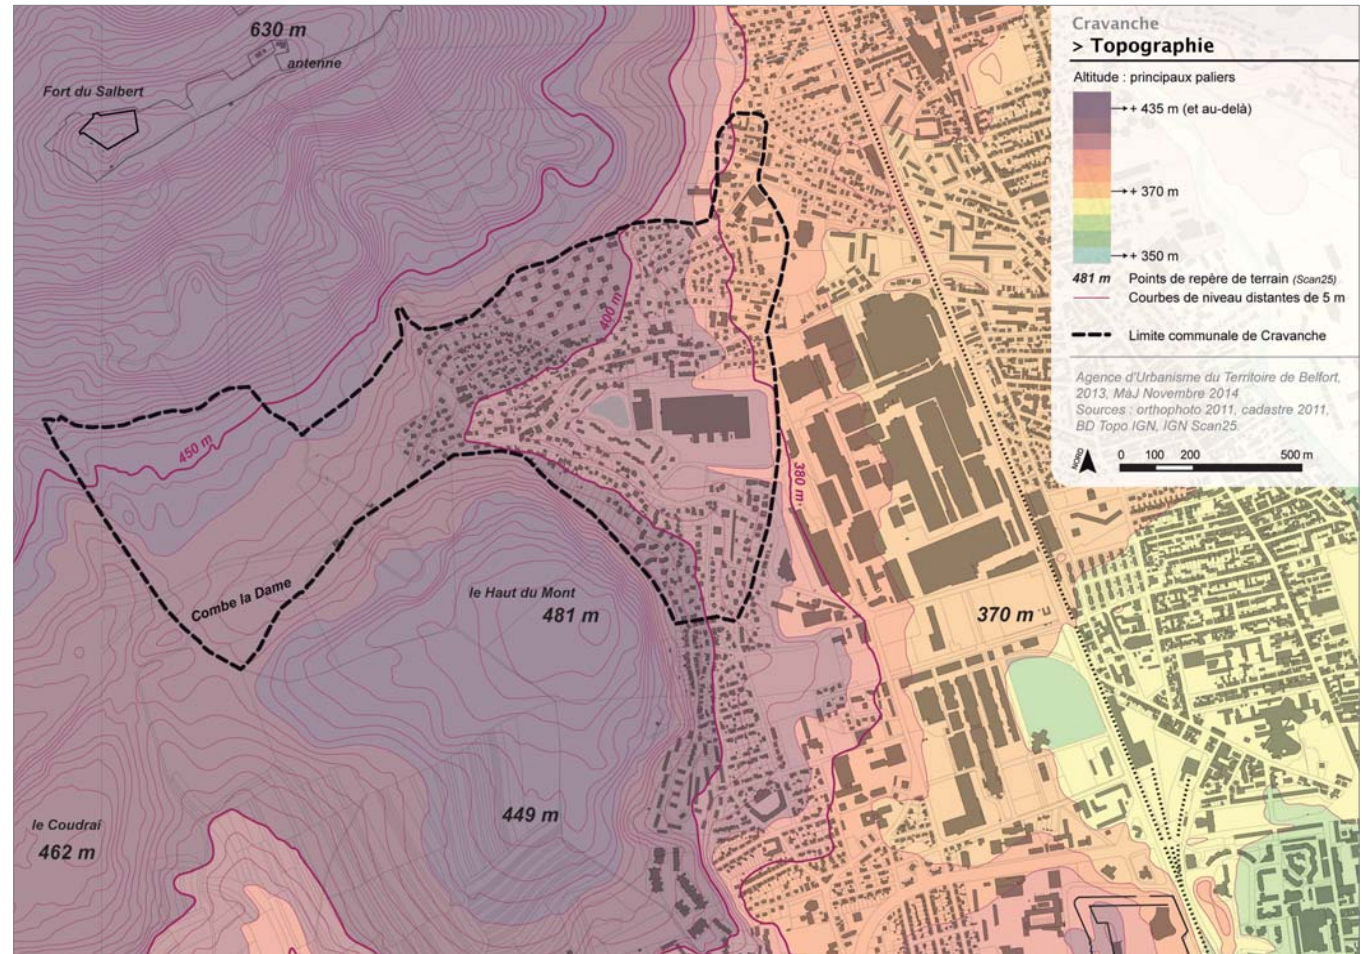 630 m
antenne
Fort du Salbert
Cravanche
> Topographie
Altitude : principaux paliers
+ 435 m (et au-delà)
+ 370 m
+ 350 m
481 m Points de repère de terrain (Scan25)
Courbes de niveau distantes de 5 m
Limite communale de Cravanche
Agence d'Urbanisme du Territoire de Belfort,
2013, MàJ Novembre 2014
Sources : orthophoto 2011, cadastre 2011,
BD Topo IGN, IGN Scan25.
NORD
0 100 200 500 m
400 m
450 m
380 m
Combe la Dame
le Haut du Mont
481 m
370 m
449 m
le Coudraî
462 m